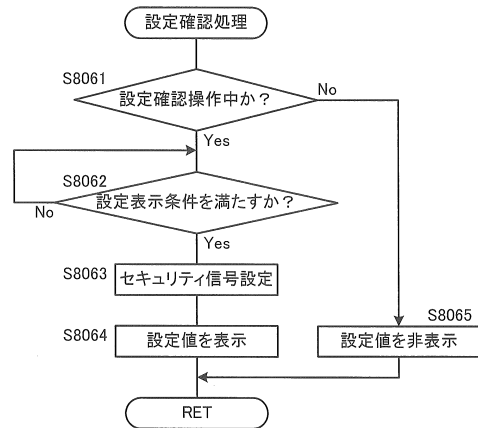 設定確認処理
S8061
設定確認操作中か？
No
Yes
S8062
設定表示条件を満たすか？
No
Yes
S8063
セキュリティ信号設定
S8064
設定値を表示
S8065
設定値を非表示
RET